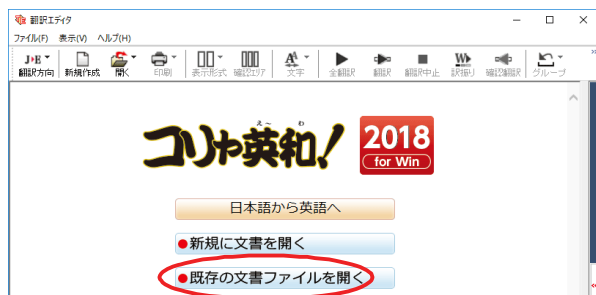 翻訳エディタ
ファイル(F) 表示(V) ヘルプ(H)
J▸E
翻訳方向 新規作成 開く 印刷 表示形式 確認エリア 文字 全翻訳 翻訳 翻訳中止 訳振り 確認翻訳 グループ
え〜 わ
コリャ英和!
2018
for Win
日本語から英語へ
●新規に文書を開く
●既存の文書ファイルを開く